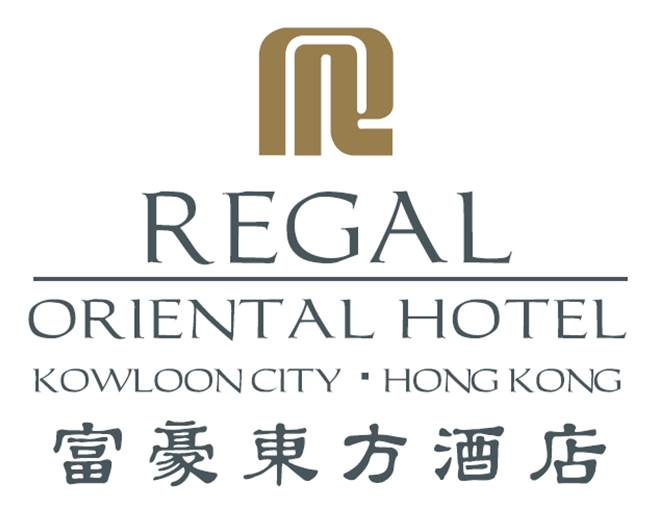 REGAL
ORIENTAL HOTEL
KOWLOON CITY · HONG KONG
富豪東方酒店